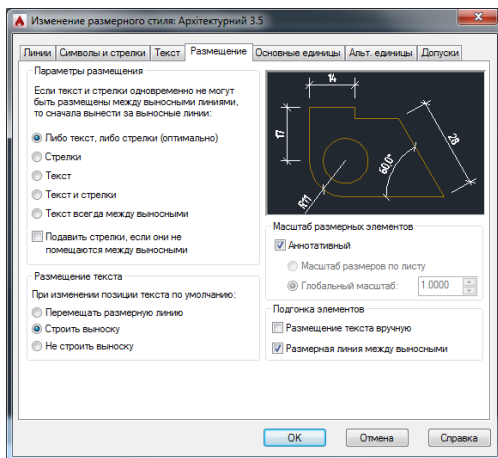 Изменение размерного стиля: Архітектурний 3.5
Линии Символы и стрелки Текст Размещение Основные единицы Альт. единицы Допуски
Параметры размещения
Если текст и стрелки одновременно не могут
быть размещены между выносными линиями,
то сначала вынести за выносные линии:
Либо текст, либо стрелки (оптимально)
Стрелки
Текст
Текст и стрелки
Текст всегда между выносными
Подавить стрелки, если они не
помещаются между выносными
Размещение текста
При изменении позиции текста по умолчанию:
Перемещать размерную линию
Строить выноску
Не строить выноску
14
17
28
60.0°
R11
Масштаб размерных элементов
Аннотативный
Масштаб размеров по листу
Глобальный масштаб: 1.0000
Подгонка элементов
Размещение текста вручную
Размерная линия между выносными
OK Отмена Справка